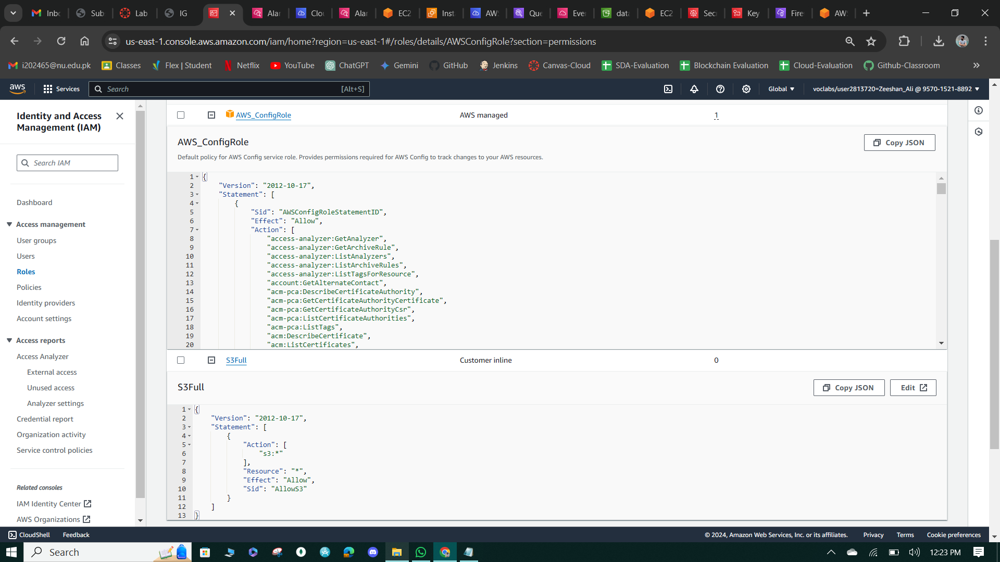 Inbo
Sub
Lab
IG
Alar
Clou
Alar
EC2
Inst
AWS
Que
Ever
data
EC2
Secr
Key
Fire
AWS
us-east-1.console.aws.amazon.com/iam/home?region=us-east-1#/roles/details/AWSConfigRole?section=permissions
i202465@nu.edu.pk
Classes
Flex | Student
Netflix
YouTube
ChatGPT
Gemini
GitHub
Jenkins
Canvas-Cloud
SDA-Evaluation
Blockchain Evaluation
Cloud-Evaluation
Github-Classroom
aws
Services
Search
[Alt+S]
Global
voclabs/user2813720=Zeeshan_Ali @ 9570-1521-8892
Identity and Access
Management (IAM)
Search IAM
Dashboard
Access management
User groups
Users
Roles
Policies
Identity providers
Account settings
Access reports
Access Analyzer
External access
Unused access
Analyzer settings
Credential report
Organization activity
Service control policies
Related consoles
IAM Identity Center
AWS Organizations
AWS_ConfigRole
AWS managed
1
AWS_ConfigRole
Copy JSON
Default policy for AWS Config service role. Provides permissions required for AWS Config to track changes to your AWS resources.
1 {
2 "Version": "2012-10-17",
3 "Statement": [
4 {
5 "Sid": "AWSConfigRoleStatementID",
6 "Effect": "Allow",
7 "Action": [
8 "access-analyzer:GetAnalyzer",
9 "access-analyzer:GetArchiveRule",
10 "access-analyzer:ListAnalyzers",
11 "access-analyzer:ListArchiveRules",
12 "access-analyzer:ListTagsForResource",
13 "account:GetAlternateContact",
14 "acm-pca:DescribeCertificateAuthority",
15 "acm-pca:GetCertificateAuthorityCertificate",
16 "acm-pca:GetCertificateAuthorityCsr",
17 "acm-pca:ListCertificateAuthorities",
18 "acm-pca:ListTags",
19 "acm:DescribeCertificate",
20 "acm:ListCertificates",
S3Full
Customer inline
0
S3Full
Copy JSON
Edit
1 {
2 "Version": "2012-10-17",
3 "Statement": [
4 {
5 "Action": [
6 "s3:*"
7 ],
8 "Resource": "*",
9 "Effect": "Allow",
10 "Sid": "AllowS3"
11 }
12 ]
13 }
CloudShell
Feedback
© 2024, Amazon Web Services, Inc. or its affiliates.
Privacy
Terms
Cookie preferences
Search
12:23 PM